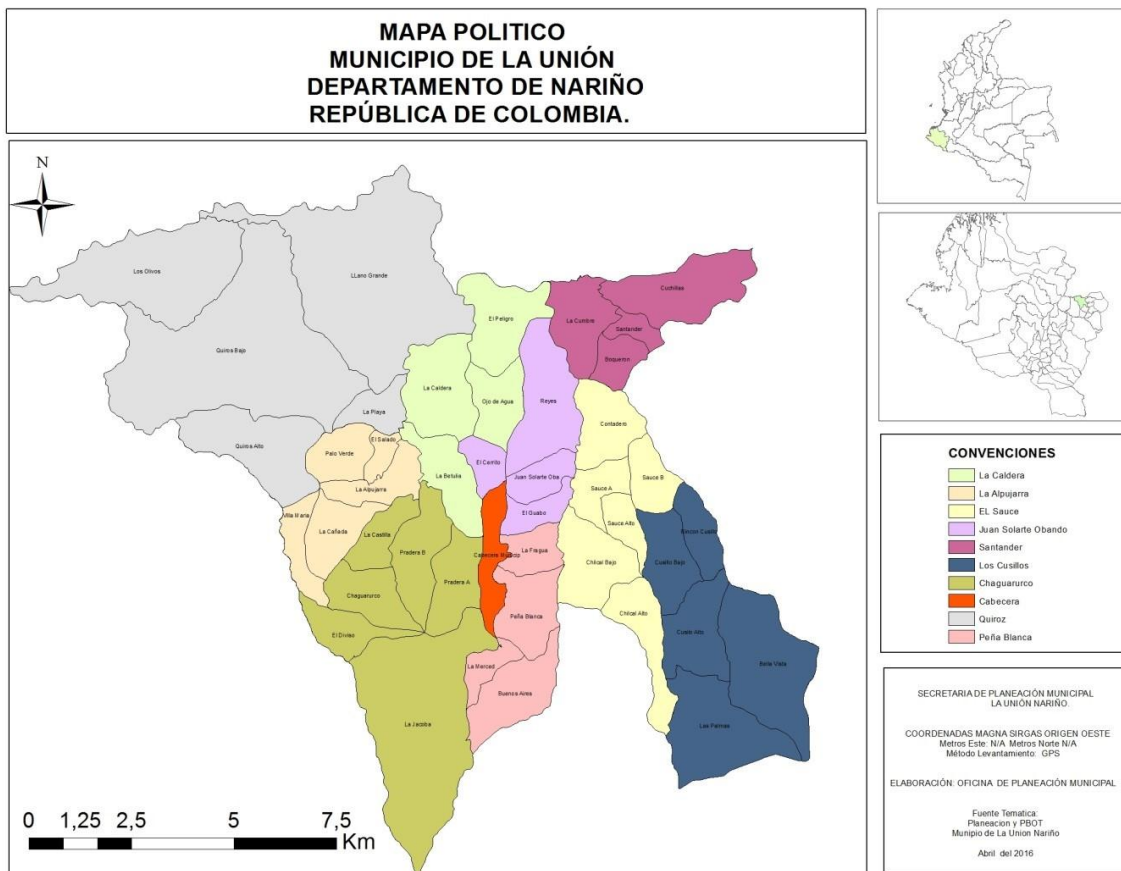 MAPA POLITICO
MUNICIPIO DE LA UNIÓN
DEPARTAMENTO DE NARIÑO
REPÚBLICA DE COLOMBIA.
N
Los Olivos
LLano Grande
Cuchillas
El Peligro
La Cumbre
Santander
Boqueron
Quiroz Bajo
La Caldera
Ojo de Agua
Reyes
La Playa
Contadero
Quiroz Alto
Palo Verde
El Salado
El Cerrito
La Betulia
Juan Solarte Oba
Sauce A
Sauce B
La Alpujarra
Villa Maria
La Cañada
El Guabo
Sauce Alto
La Castilla
Pradera B
Cabecera
La Fragua
Chilcal Bajo
Cusillo Bajo
Rincon Cusillo
Chaguarurco
Pradera A
Peña Blanca
Chilcal Alto
El Diviso
Cusillo Alto
La Merced
Bella Vista
Buenos Aires
La Jacoba
Las Palmas
0 1,25 2,5 5 7,5
Km
CONVENCIONES
La Caldera
La Alpujarra
EL Sauce
Juan Solarte Obando
Santander
Los Cusillos
Chaguarurco
Cabecera
Quiroz
Peña Blanca
SECRETARIA DE PLANEACIÓN MUNICIPAL
LA UNIÓN NARIÑO.
COORDENADAS MAGNA SIRGAS ORIGEN OESTE
Metros Este: N/A Metros Norte N/A
Método Levantamiento: GPS
ELABORACIÓN: OFICINA DE PLANEACIÓN MUNICIPAL
Fuente Tematica:
Planeacion y PBOT
Munipio de La Union Nariño
Abril del 2016